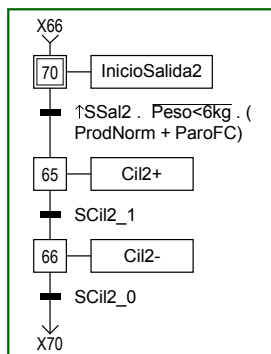 X66
70 InicioSalida2
↑SSal2 . Peso<6kg . (
ProdNorm + ParoFC)
65 Cil2+
SCil2_1
66 Cil2-
SCil2_0
X70